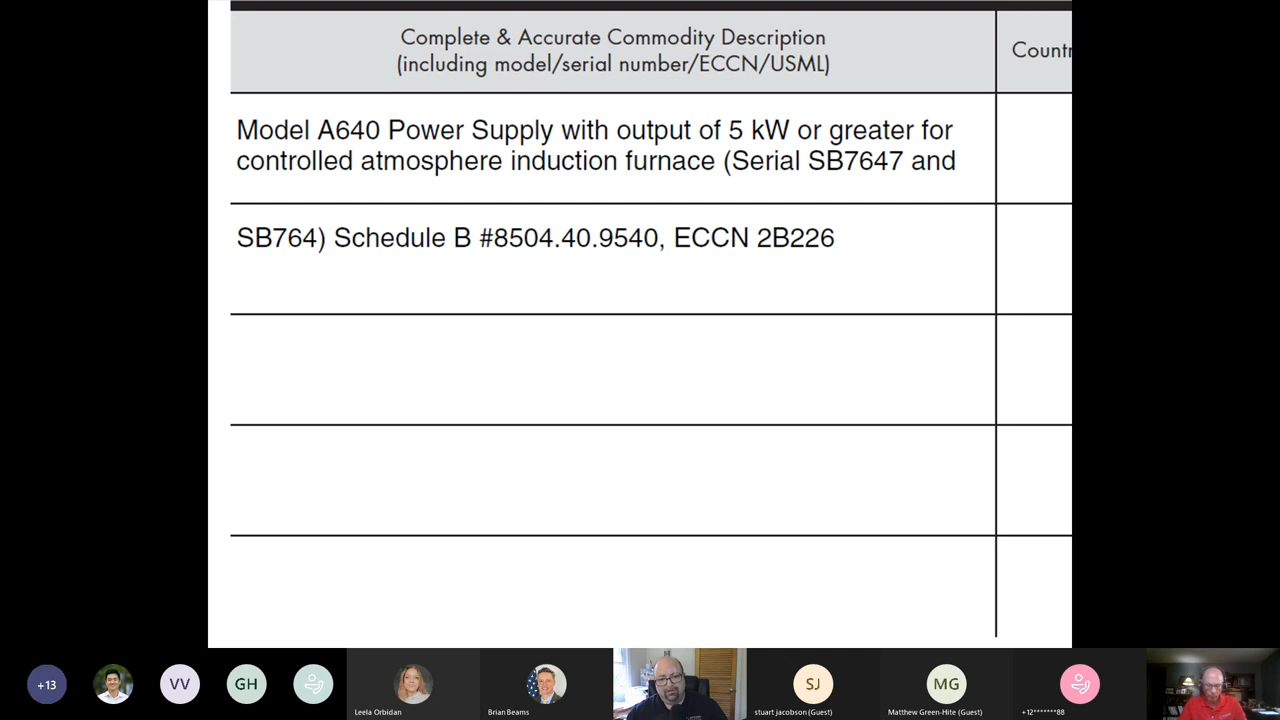 Complete & Accurate Commodity Description
(including model/serial number/ECCN/USML)
Countr
Model A640 Power Supply with output of 5 kW or greater for
controlled atmosphere induction furnace (Serial SB7647 and
SB764) Schedule B #8504.40.9540, ECCN 2B226
+13
VV
GH
Leela Orbidan
Brian Beams
SJ
stuart jacobson (Guest)
MG
Matthew Green-Hite (Guest)
+12*******88